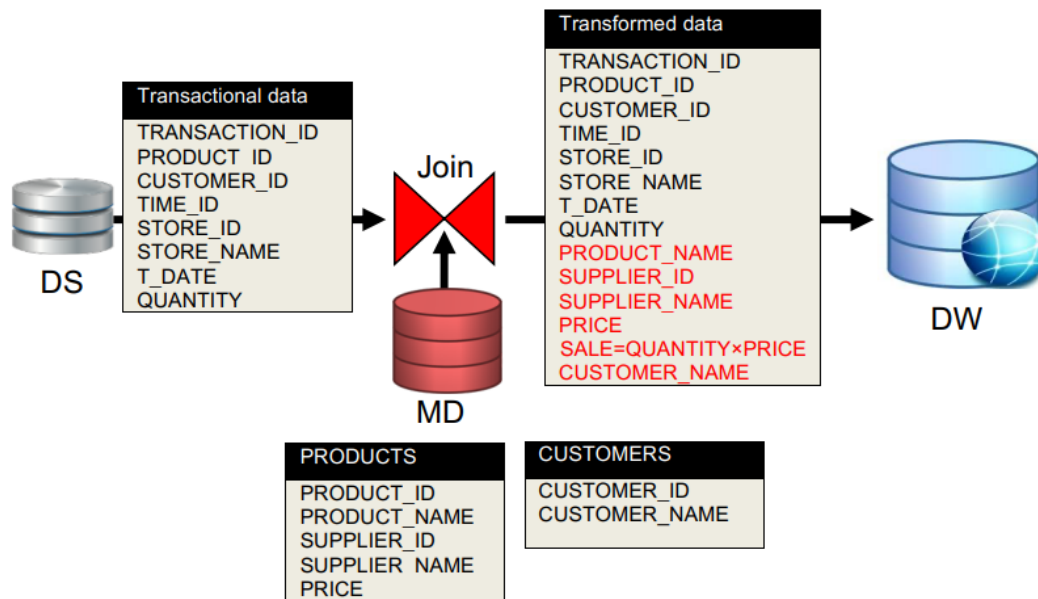 Transformed data
TRANSACTION_ID
PRODUCT_ID
CUSTOMER_ID
TIME_ID
STORE_ID
STORE_NAME
T_DATE
QUANTITY
PRODUCT_NAME
SUPPLIER_ID
SUPPLIER_NAME
PRICE
SALE=QUANTITY×PRICE
CUSTOMER_NAME
Transactional data
TRANSACTION_ID
PRODUCT_ID
CUSTOMER_ID
TIME_ID
STORE_ID
STORE_NAME
T_DATE
QUANTITY
Join
DS
DW
MD
PRODUCTS
PRODUCT_ID
PRODUCT_NAME
SUPPLIER_ID
SUPPLIER_NAME
PRICE
CUSTOMERS
CUSTOMER_ID
CUSTOMER_NAME